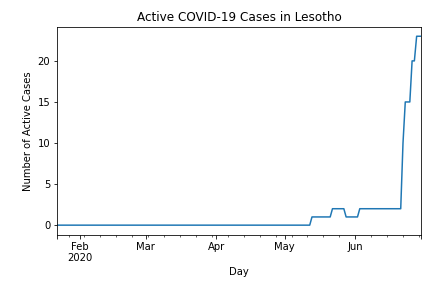 Active COVID-19 Cases in Lesotho
Number of Active Cases
20
15
10
5
0
Feb
2020
Mar
Apr
May
Jun
Day